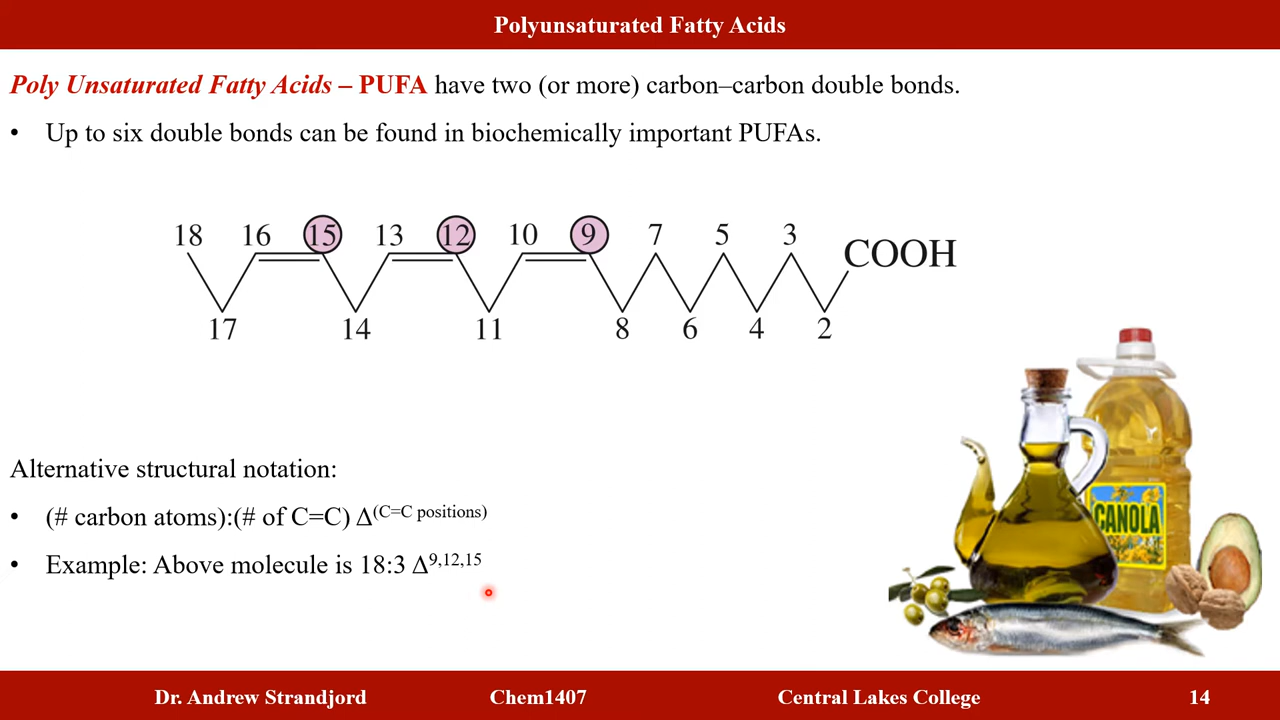 Polyunsaturated Fatty Acids
Poly Unsaturated Fatty Acids – PUFA have two (or more) carbon–carbon double bonds.
• Up to six double bonds can be found in biochemically important PUFAs.
18 16 15 13 12 10 9 7 5 3 COOH
17 14 11 8 6 4 2
Alternative structural notation:
• (# carbon atoms):(# of C=C) Δ(C=C positions)
• Example: Above molecule is 18:3 Δ9,12,15
CANOLA
Dr. Andrew Strandjord Chem1407 Central Lakes College 14